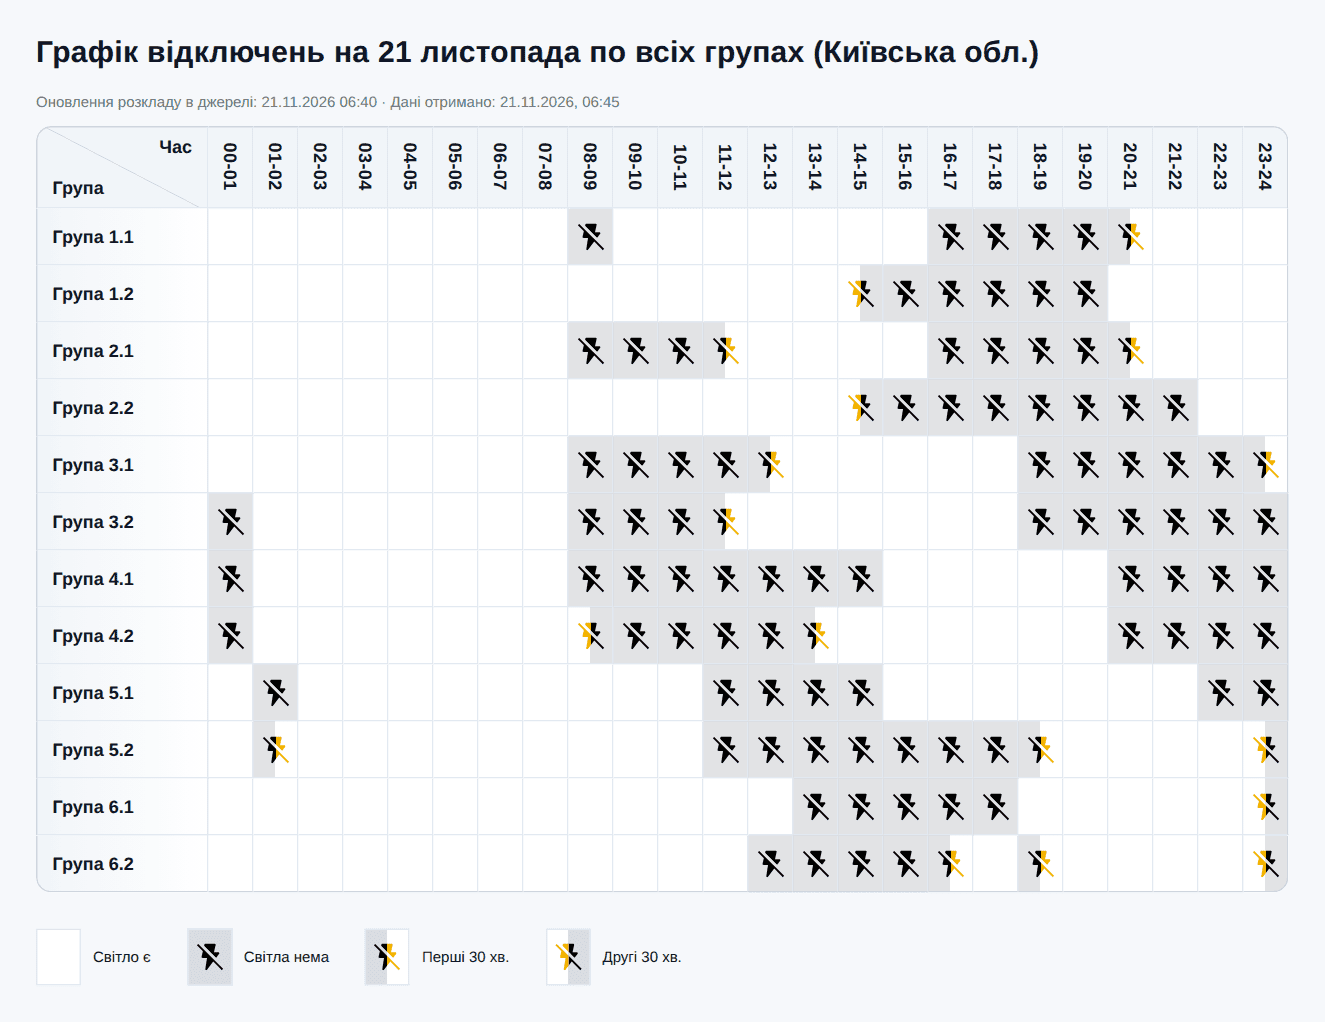 Графік відключень на 21 листопада по всіх групах (Київська обл.)
Оновлення розкладу в джерелі: 21.11.2026 06:40 · Дані отримано: 21.11.2026, 06:45
Час
Група
00-01 01-02 02-03 03-04 04-05 05-06 06-07 07-08 08-09 09-10 10-11 11-12 12-13 13-14 14-15 15-16 16-17 17-18 18-19 19-20 20-21 21-22 22-23 23-24
Група 1.1
Група 1.2
Група 2.1
Група 2.2
Група 3.1
Група 3.2
Група 4.1
Група 4.2
Група 5.1
Група 5.2
Група 6.1
Група 6.2
Світло є Світла нема Перші 30 хв. Другі 30 хв.